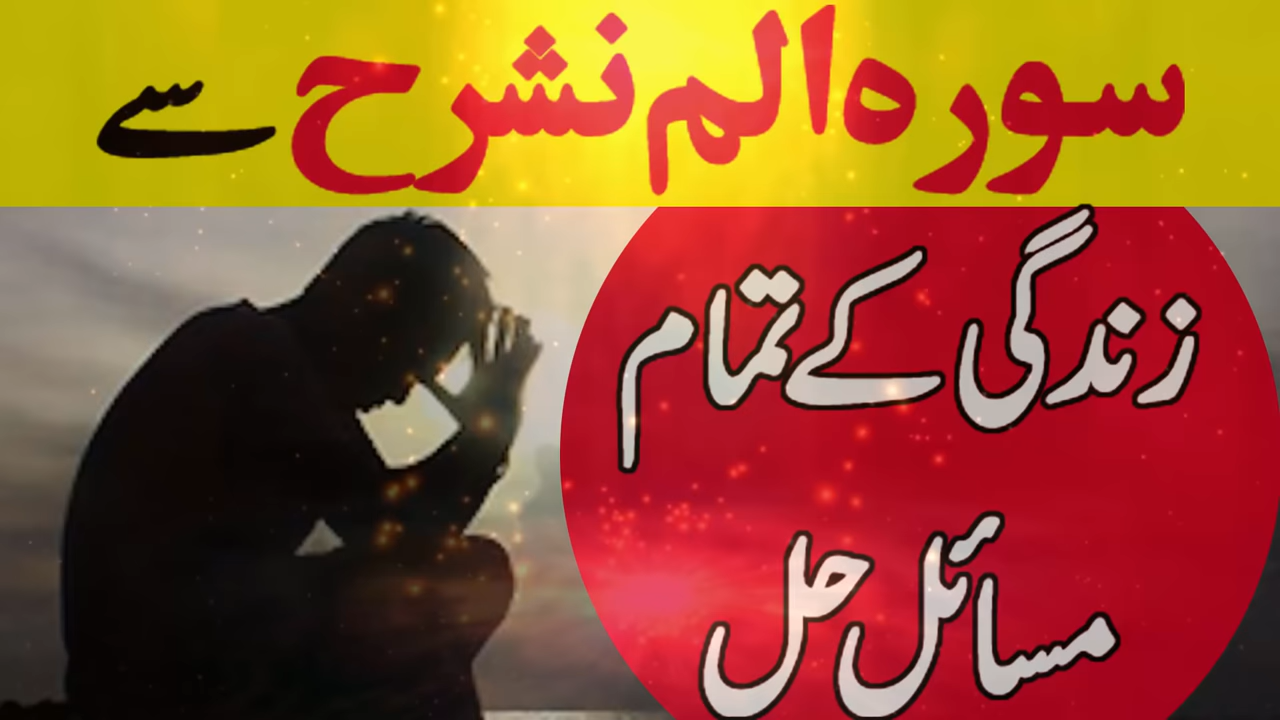 سورہ الم نشرح سے
زندگی کے تمام
مسائل حل